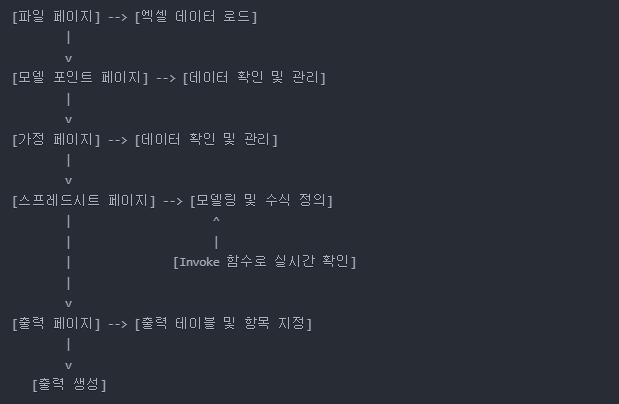 [파일 페이지] --> [엑셀 데이터 로드]
|
v
[모델 포인트 페이지] --> [데이터 확인 및 관리]
|
v
[가정 페이지] --> [데이터 확인 및 관리]
|
v
[스프레드시트 페이지] --> [모델링 및 수식 정의]
| ^
| |
| [Invoke 함수로 실시간 확인]
|
v
[출력 페이지] --> [출력 테이블 및 항목 지정]
|
v
[출력 생성]